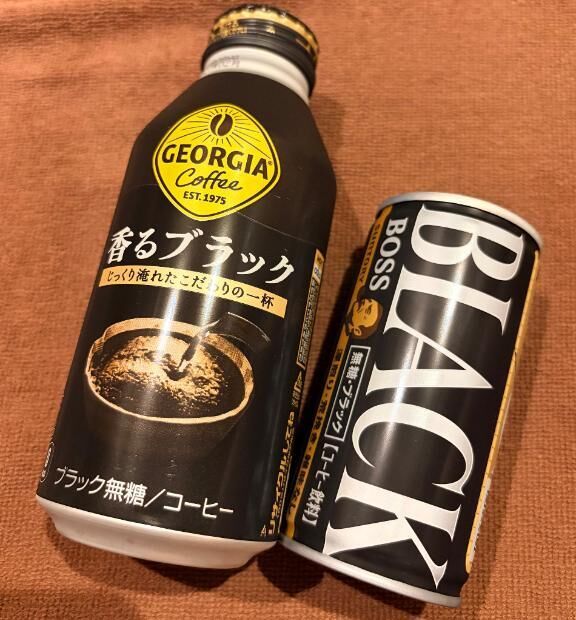 GEORGIA
Coffee
EST. 1975
香るブラック
じっくり淹れたこだわりの一杯
ブラック無糖/コーヒー
BLACK
BOSS
SUNTORY
無糖・ブラック
【コーヒー飲料】